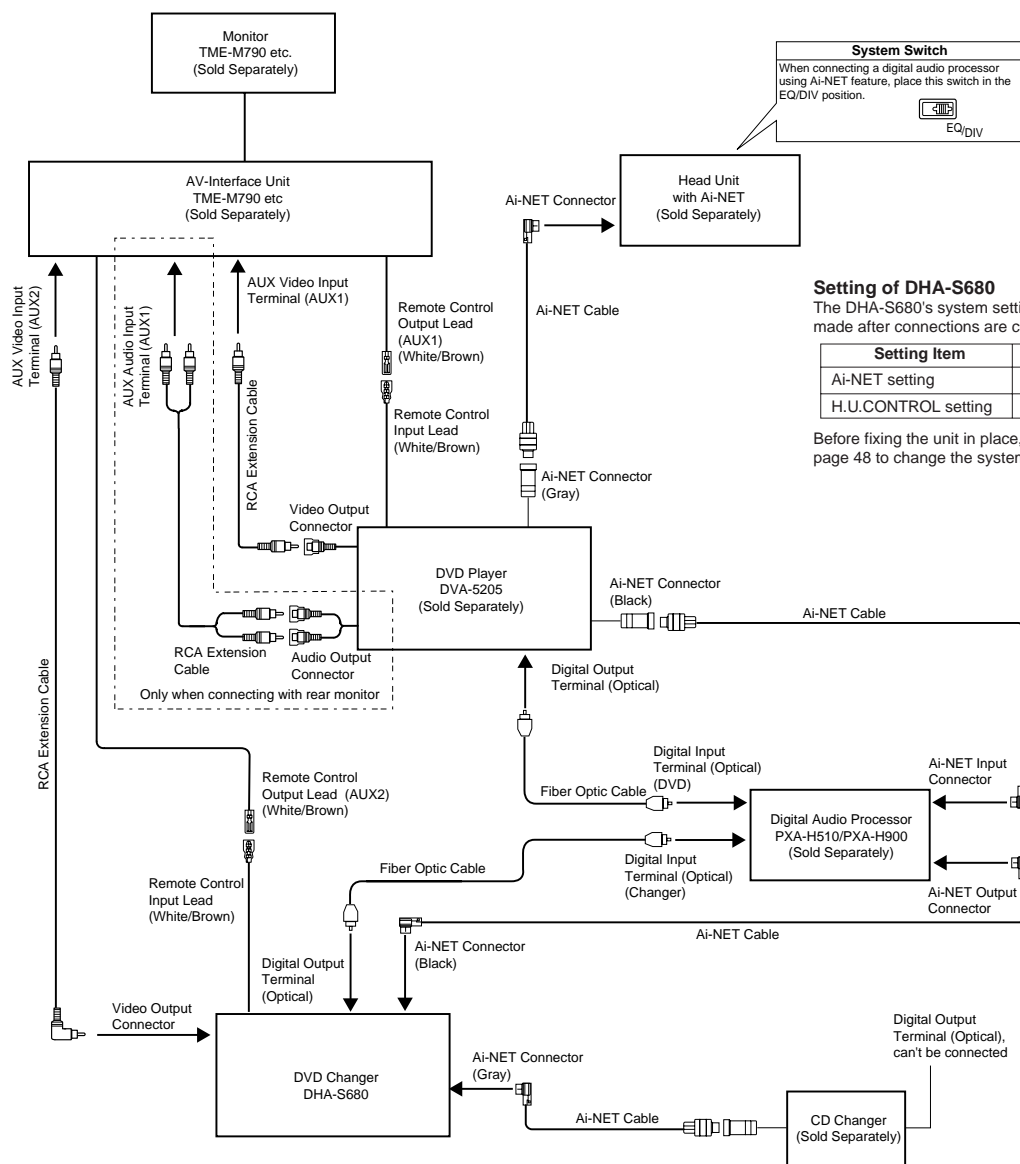 Monitor
TME-M790 etc.
(Sold Separately)
System Switch
When connecting a digital audio processor
using Ai-NET feature, place this switch in the
EQ/DIV position.
EQ/DIV
AV-Interface Unit
TME-M790 etc
(Sold Separately)
Head Unit
with Ai-NET
(Sold Separately)
Ai-NET Connector
AUX Video Input
Terminal (AUX2)
AUX Audio Input
Terminal (AUX1)
AUX Video Input
Terminal (AUX1)
Remote Control
Output Lead
(AUX1)
(White/Brown)
Ai-NET Cable
Setting of DHA-S680
The DHA-S680's system setti
made after connections are c
Setting Item
Ai-NET setting
H.U.CONTROL setting
Before fixing the unit in place,
page 48 to change the system
RCA Extension Cable
Remote Control
Input Lead
(White/Brown)
Ai-NET Connector
(Gray)
Video Output
Connector
DVD Player
DVA-5205
(Sold Separately)
Ai-NET Connector
(Black)
Ai-NET Cable
RCA Extension
Cable
Audio Output
Connector
Only when connecting with rear monitor
Digital Output
Terminal (Optical)
RCA Extension Cable
Remote Control
Output Lead (AUX2)
(White/Brown)
Fiber Optic Cable
Digital Input
Terminal (Optical)
(DVD)
Digital Audio Processor
PXA-H510/PXA-H900
(Sold Separately)
Ai-NET Input
Connector
Fiber Optic Cable
Digital Input
Terminal (Optical)
(Changer)
Ai-NET Output
Connector
Remote Control
Input Lead
(White/Brown)
Digital Output
Terminal
(Optical)
Ai-NET Connector
(Black)
Ai-NET Cable
Video Output
Connector
DVD Changer
DHA-S680
Ai-NET Connector
(Gray)
Ai-NET Cable
CD Changer
(Sold Separately)
Digital Output
Terminal (Optical),
can't be connected